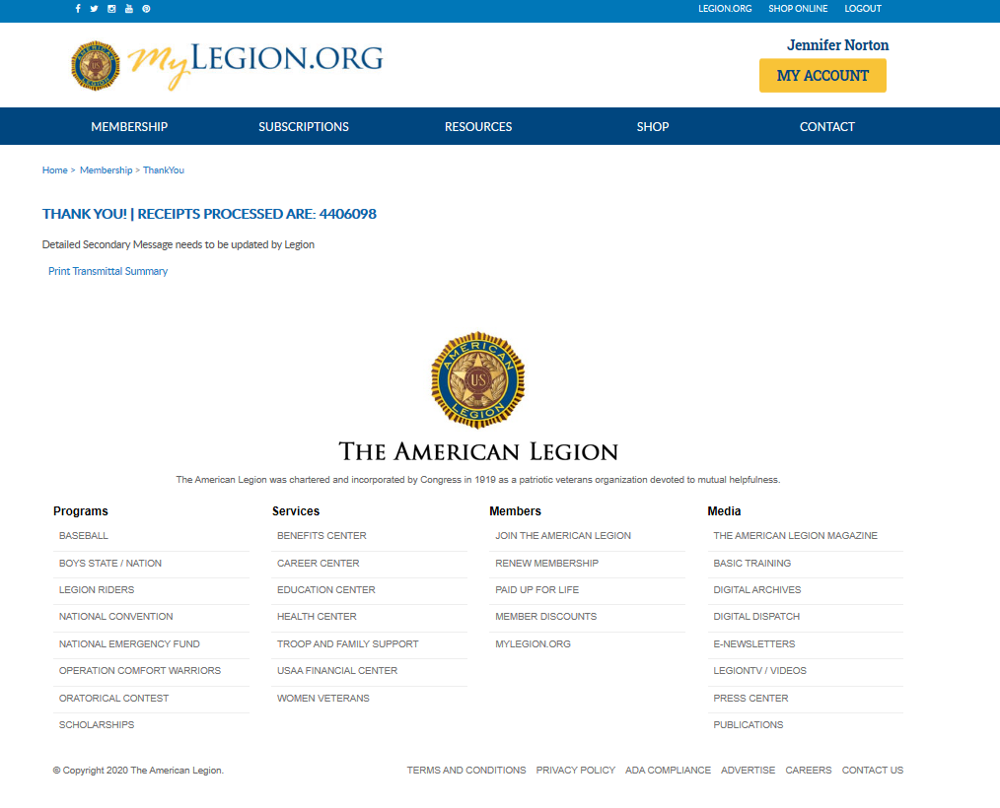 LEGION.ORG SHOP ONLINE LOGOUT
MyLEGION.ORG
Jennifer Norton
MY ACCOUNT
MEMBERSHIP SUBSCRIPTIONS RESOURCES SHOP CONTACT
Home > Membership > ThankYou
THANK YOU! | RECEIPTS PROCESSED ARE: 4406098
Detailed Secondary Message needs to be updated by Legion
Print Transmittal Summary
AMERICAN
US
LEGION
THE AMERICAN LEGION
The American Legion was chartered and incorporated by Congress in 1919 as a patriotic veterans organization devoted to mutual helpfulness.
Programs
BASEBALL
BOYS STATE / NATION
LEGION RIDERS
NATIONAL CONVENTION
NATIONAL EMERGENCY FUND
OPERATION COMFORT WARRIORS
ORATORICAL CONTEST
SCHOLARSHIPS
Services
BENEFITS CENTER
CAREER CENTER
EDUCATION CENTER
HEALTH CENTER
TROOP AND FAMILY SUPPORT
USAA FINANCIAL CENTER
WOMEN VETERANS
Members
JOIN THE AMERICAN LEGION
RENEW MEMBERSHIP
PAID UP FOR LIFE
MEMBER DISCOUNTS
MYLEGION.ORG
Media
THE AMERICAN LEGION MAGAZINE
BASIC TRAINING
DIGITAL ARCHIVES
DIGITAL DISPATCH
E-NEWSLETTERS
LEGIONTV / VIDEOS
PRESS CENTER
PUBLICATIONS
© Copyright 2020 The American Legion.
TERMS AND CONDITIONS PRIVACY POLICY ADA COMPLIANCE ADVERTISE CAREERS CONTACT US